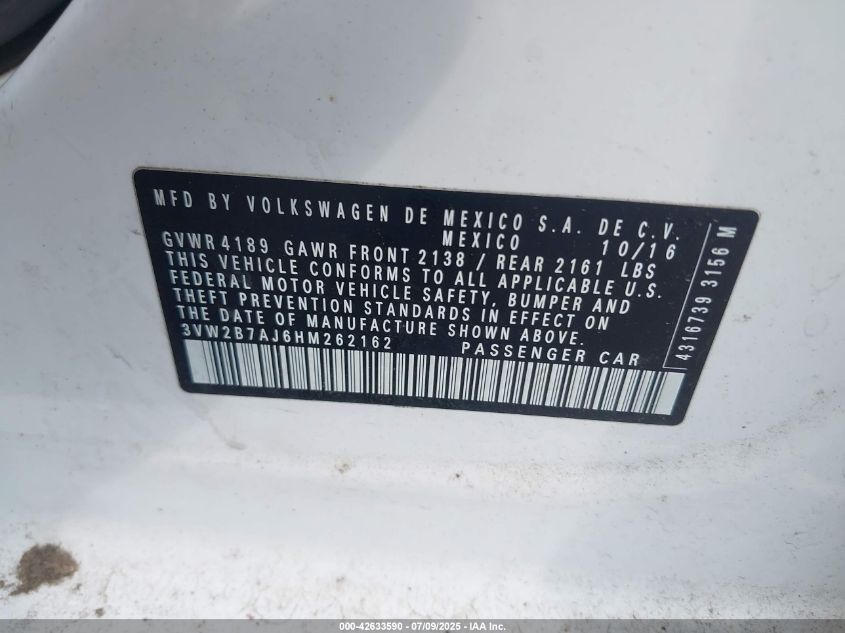 MFD BY VOLKSWAGEN DE MEXICO S.A. DE C.V.
MEXICO 10/16
GVWR 4189 GAWR FRONT 2138 / REAR 2161 LBS
THIS VEHICLE CONFORMS TO ALL APPLICABLE U.S.
FEDERAL MOTOR VEHICLE SAFETY, BUMPER AND
THEFT PREVENTION STANDARDS IN EFFECT ON
THE DATE OF MANUFACTURE SHOWN ABOVE.
3VW2B7AJ6HM262162 PASSENGER CAR
4316739 3156 M
000-42633590 - 07/09/2025 - IAA Inc.